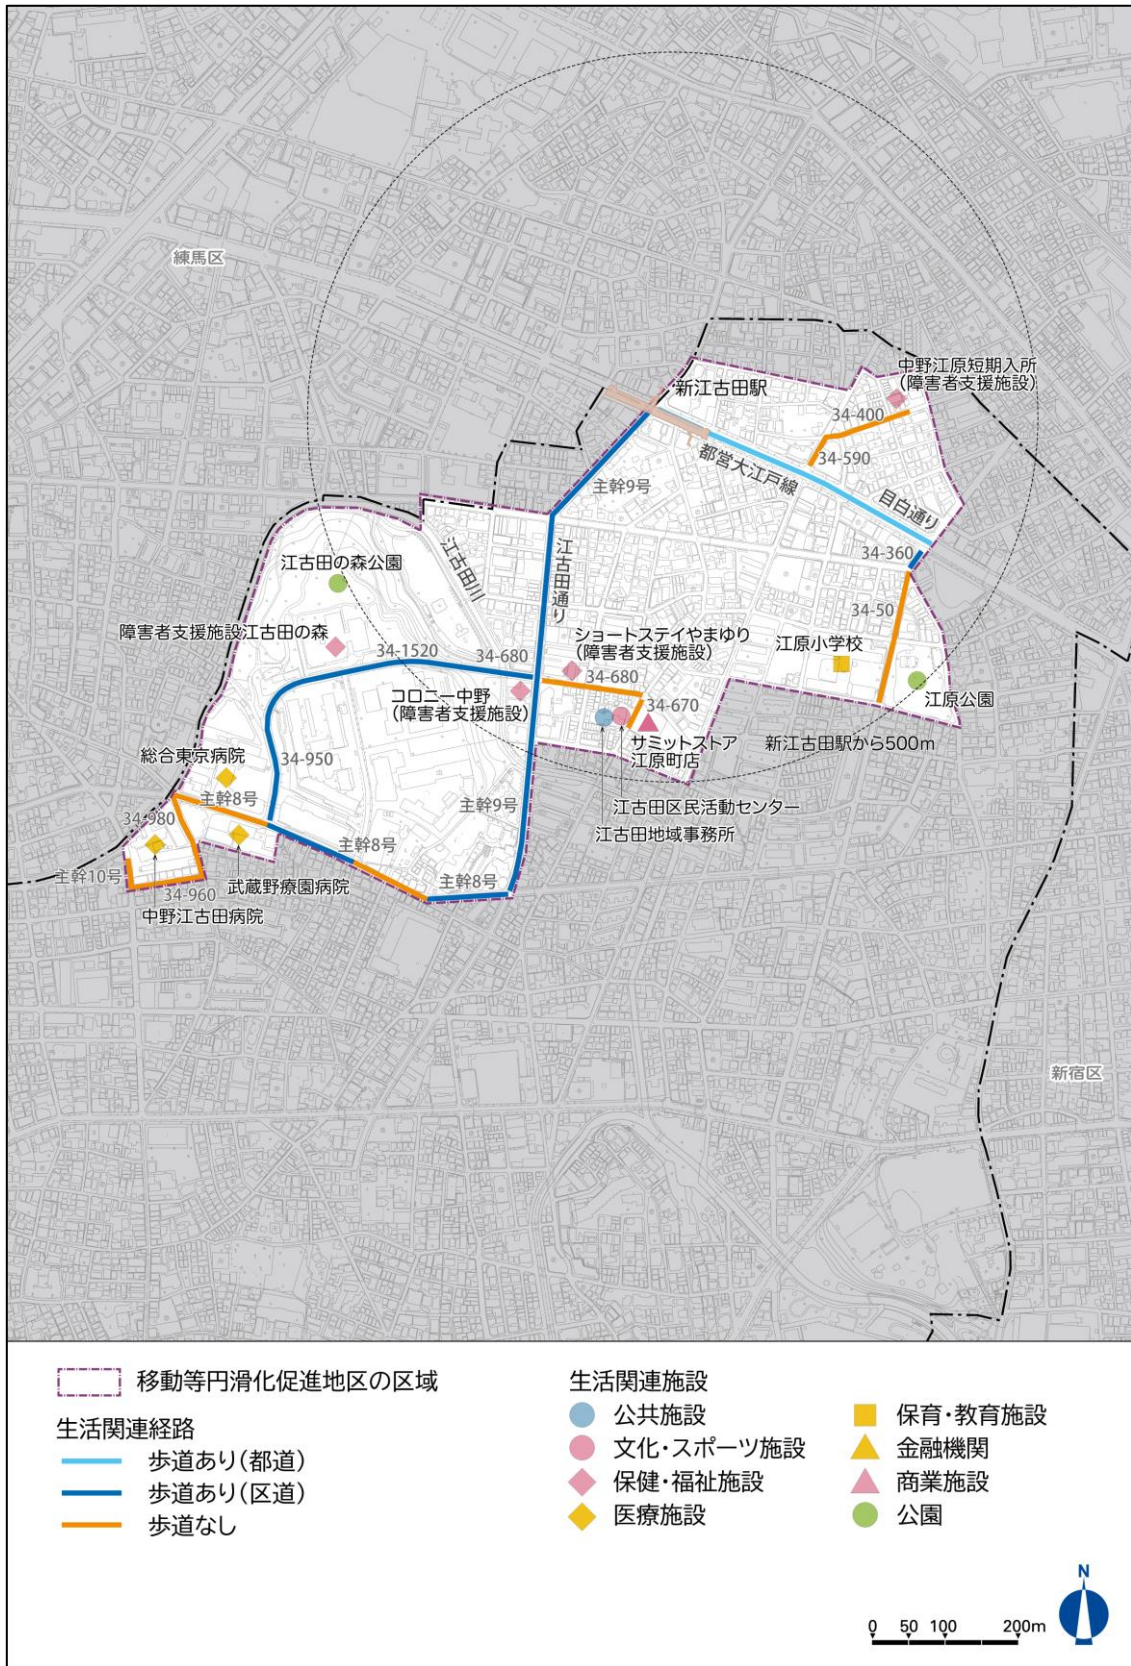 練馬区
中野江原短期入所
(障害者支援施設)
新江古田駅
34-400
34-590
都営大江戸線
主幹9号
目白通り
34-360
江古田川
江古田通り
江古田の森公園
34-50
障害者支援施設江古田の森
ショートステイやまゆり
(障害者支援施設)
江原小学校
34-1520
34-680
34-680
コロニー中野
(障害者支援施設)
34-670
江原公園
サミットストア
江原町店
新江古田駅から500m
総合東京病院
34-950
主幹8号
主幹9号
江古田区民活動センター
34-980
江古田地域事務所
主幹8号
主幹10号
武蔵野療園病院
主幹8号
34-960
中野江古田病院
新宿区
移動等円滑化促進地区の区域
生活関連経路
歩道あり(都道)
歩道あり(区道)
歩道なし
生活関連施設
公共施設
文化・スポーツ施設
保健・福祉施設
医療施設
保育・教育施設
金融機関
商業施設
公園
N
0 50 100 200m